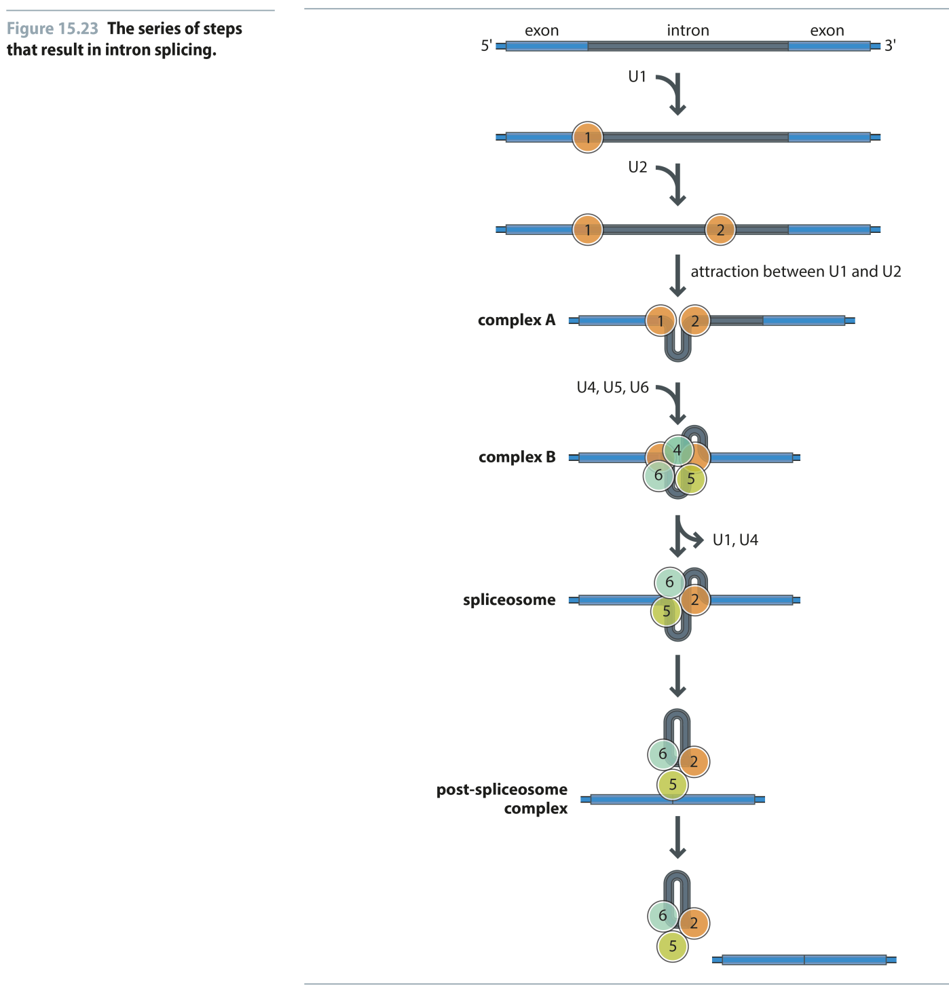 Figure 15.23 The series of steps
that result in intron splicing.
exon intron exon
5' 3'
U1
1
U2
1 2
attraction between U1 and U2
complex A 1 2
U4, U5, U6
complex B 4
6 5
U1, U4
6
spliceosome 2
5
6 2
5
post-spliceosome
complex
6 2
5